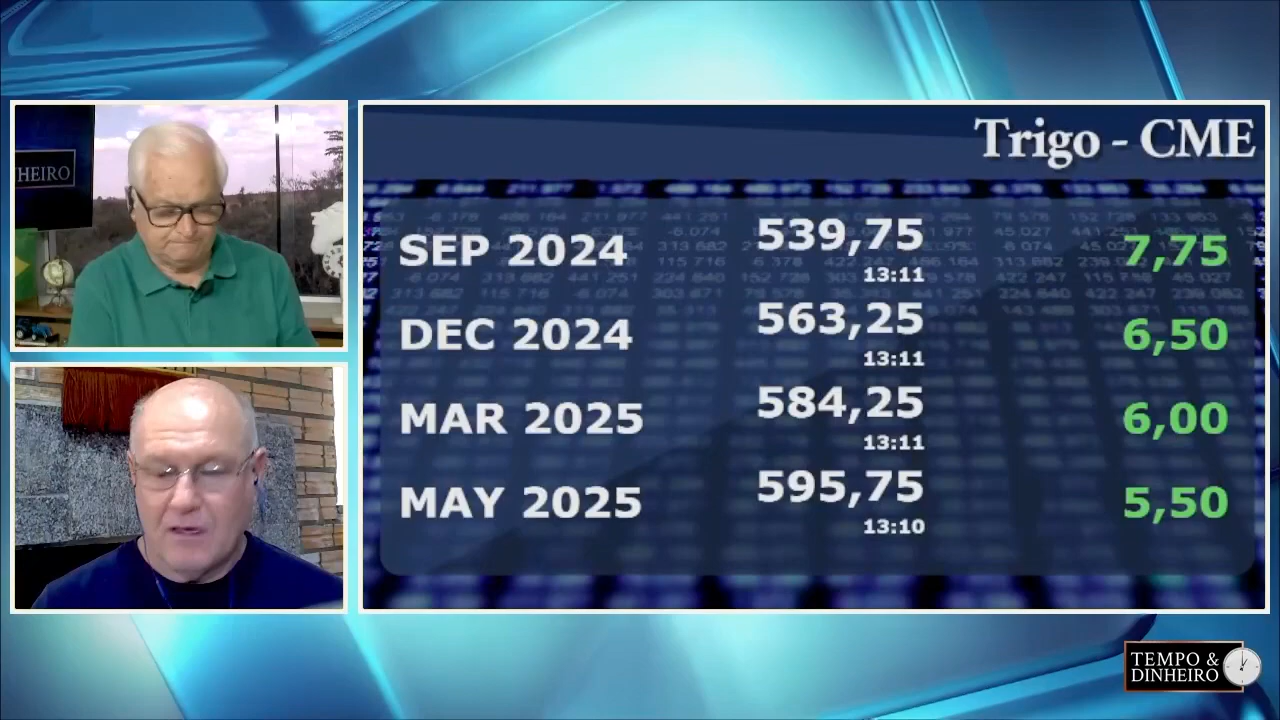 HEIRO
Trigo - CME
SEP 2024 539,75 7,75
13:11
DEC 2024 563,25 6,50
13:11
MAR 2025 584,25 6,00
13:11
MAY 2025 595,75 5,50
13:10
TEMPO &
DINHEIRO